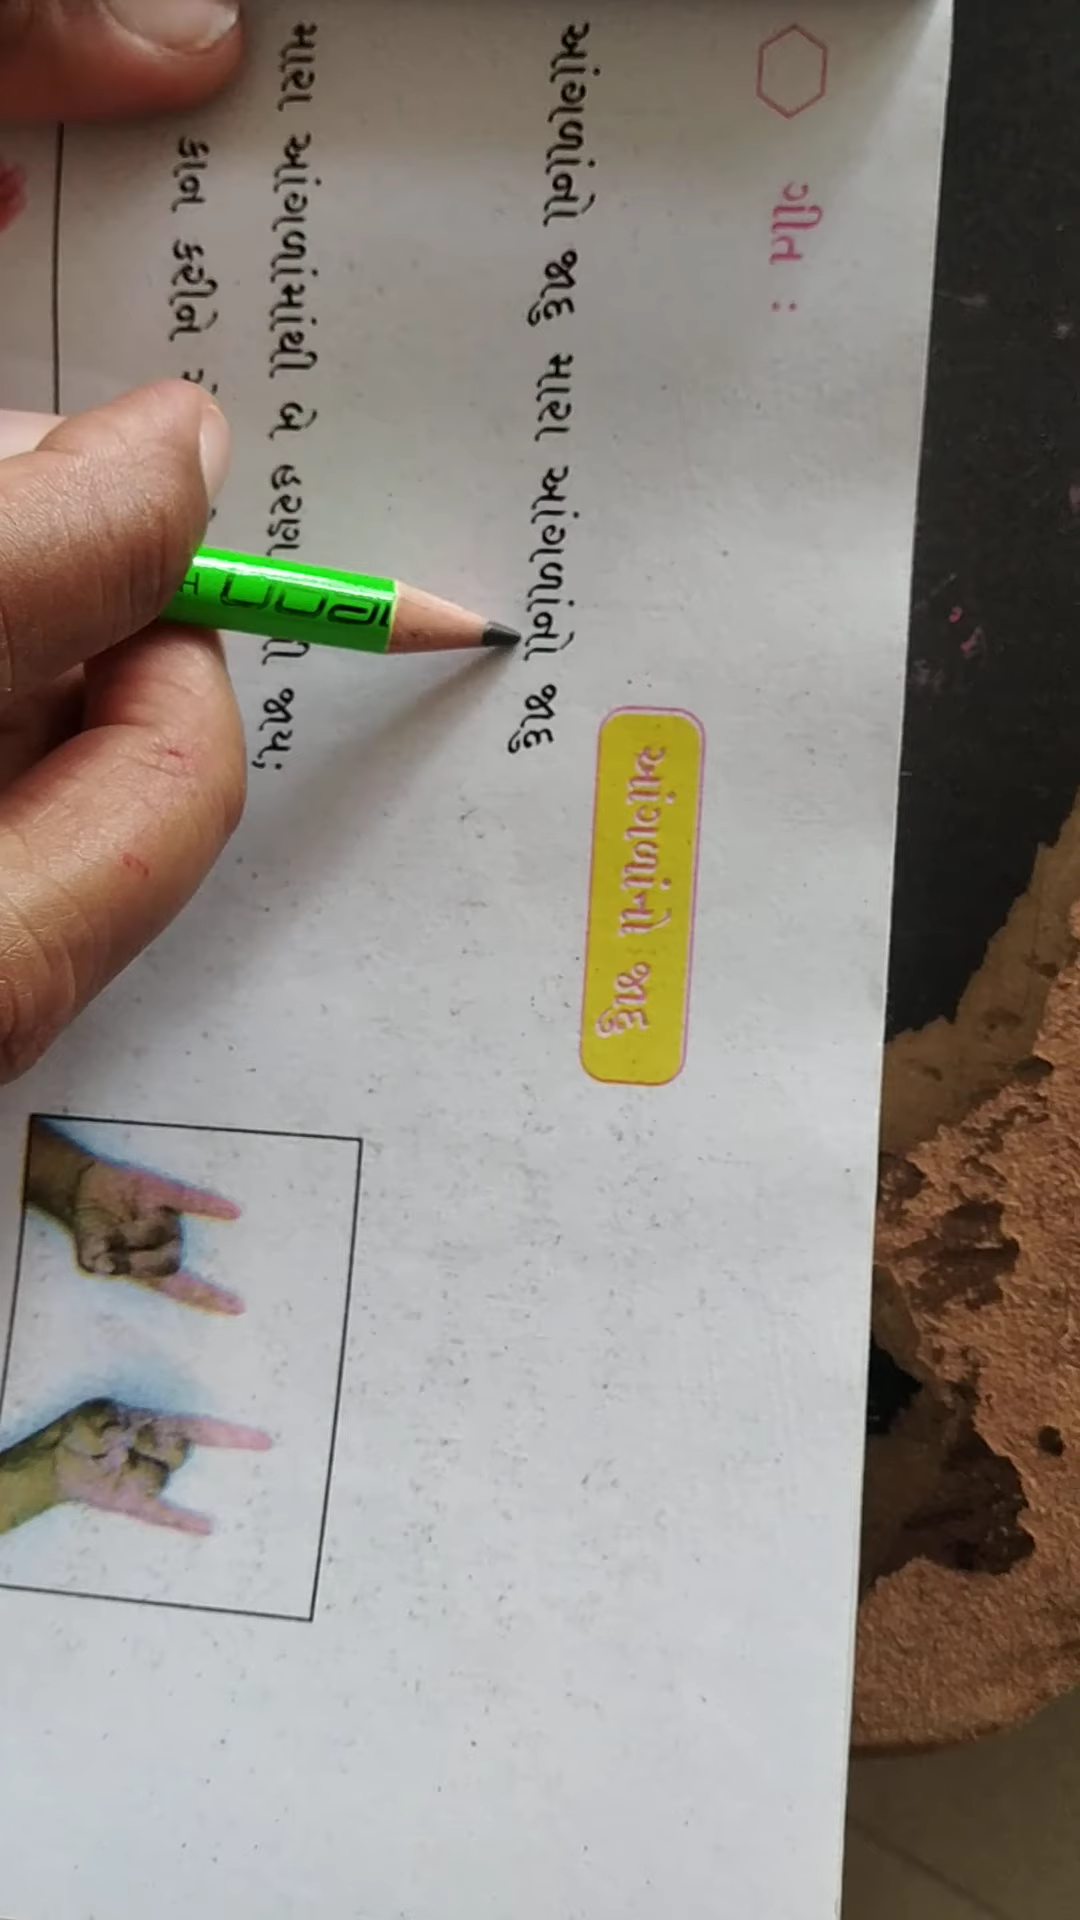 ગીત :
આંગળાંનો જાદુ
આંગળાંનો જાદુ મારા આંગળાંનો જાદુ
મારા આંગળાંમાંથી બે હરણ જાય;
કાન કરીને